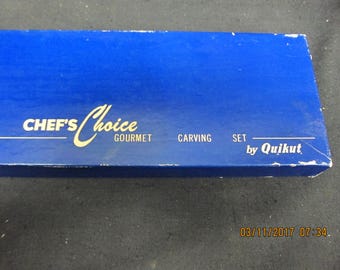 CHEF'S Choice
GOURMET CARVING SET
by Quikut
03/11/2017 07:34